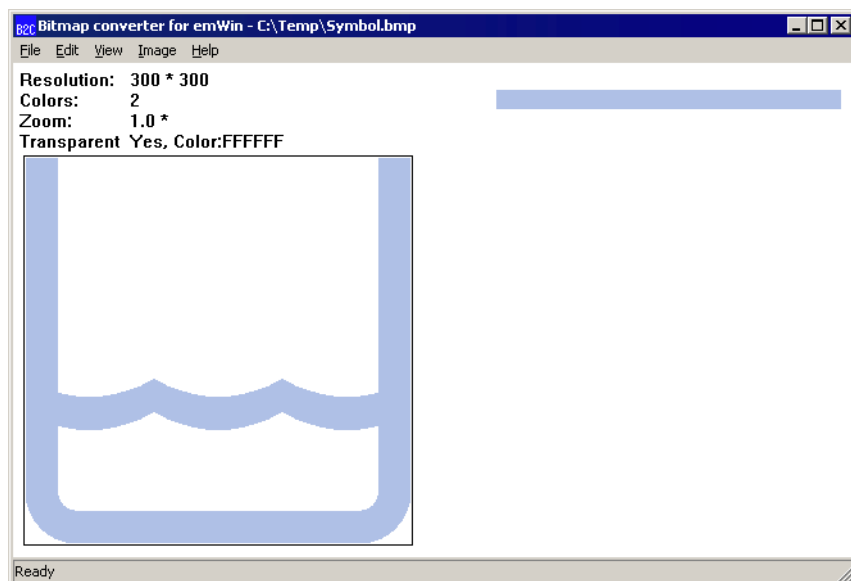 B2C Bitmap converter for emWin - C:\Temp\Symbol.bmp
File Edit View Image Help
Resolution: 300 * 300
Colors: 2
Zoom: 1.0 *
Transparent Yes, Color:FFFFFF
Ready